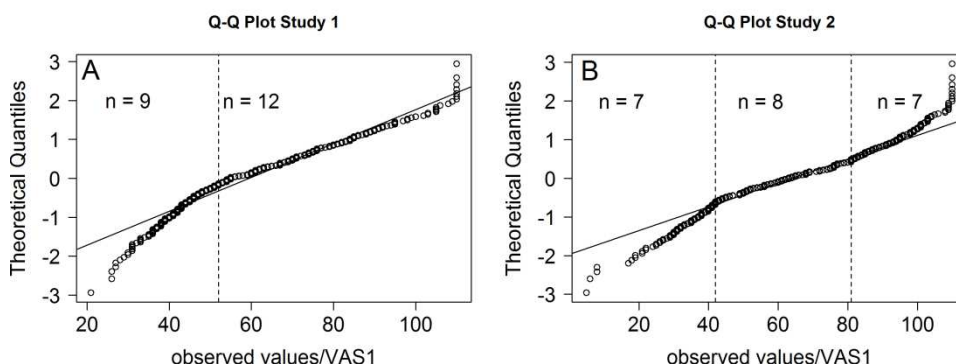 Q-Q Plot Study 1
A
n = 9
n = 12
3
2
1
0
-1
-2
-3
Theoretical Quantiles
20 40 60 80 100
observed values/VAS1
Q-Q Plot Study 2
B
n = 7
n = 8
n = 7
3
2
1
0
-1
-2
-3
Theoretical Quantiles
20 40 60 80 100
observed values/VAS1